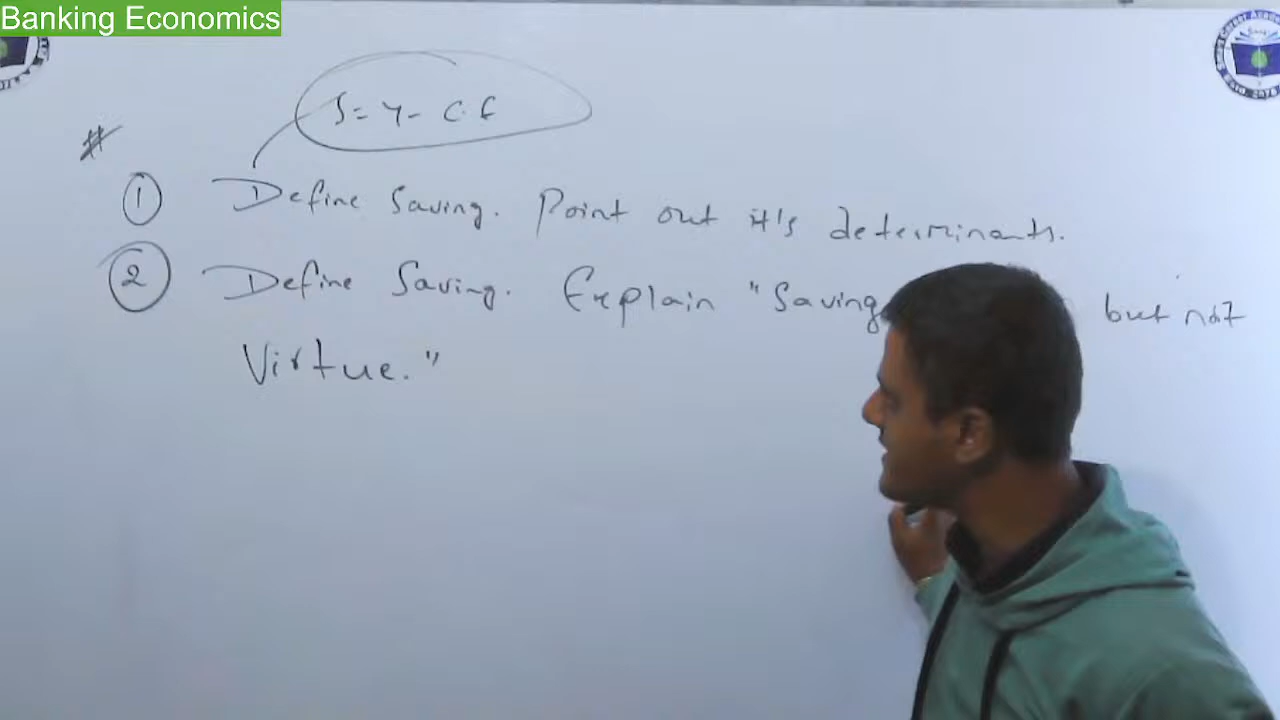 Banking Economics
S = Y - C. E
#
1 Define Saving. Point out it's determinants.
2 Define Saving. Explain "Saving but not
Virtue."